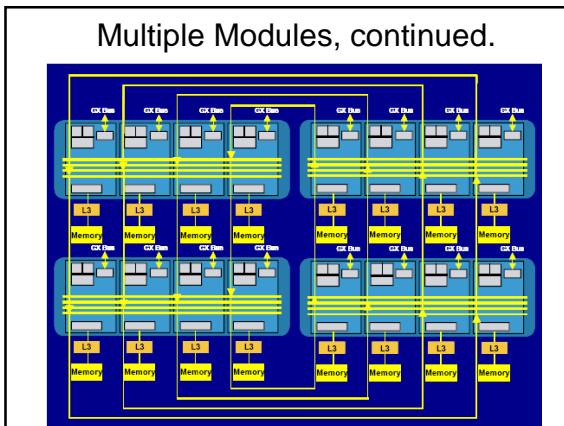 Multiple Modules, continued.
GX Bus GX Bus GX Bus GX Bus GX Bus GX Bus GX Bus GX Bus
L3 L3 L3 L3 L3 L3 L3 L3
Memory Memory Memory Memory Memory Memory Memory Memory
GX Bus GX Bus GX Bus GX Bus GX Bus GX Bus GX Bus GX Bus
L3 L3 L3 L3 L3 L3 L3 L3
Memory Memory Memory Memory Memory Memory Memory Memory